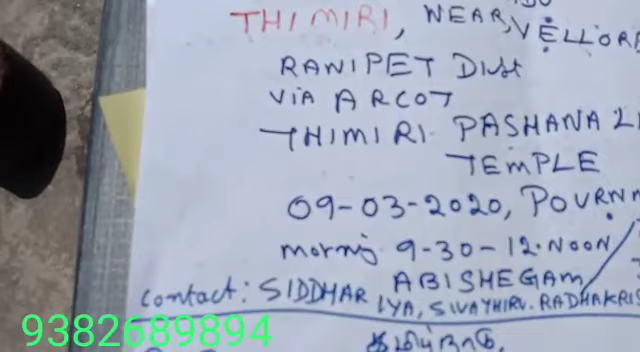 THIMIRI, NEAR, VELLORE
RANIPET Dist
VIA ARCOT
THIMIRI. PASHANA LI
TEMPLE
09-03-2020, POURN
morning 9-30-12.NOON
ABISHEGAM
contact: SIDDHAR IYA, SIVATHIRU. RADHAKRIS
9382689894